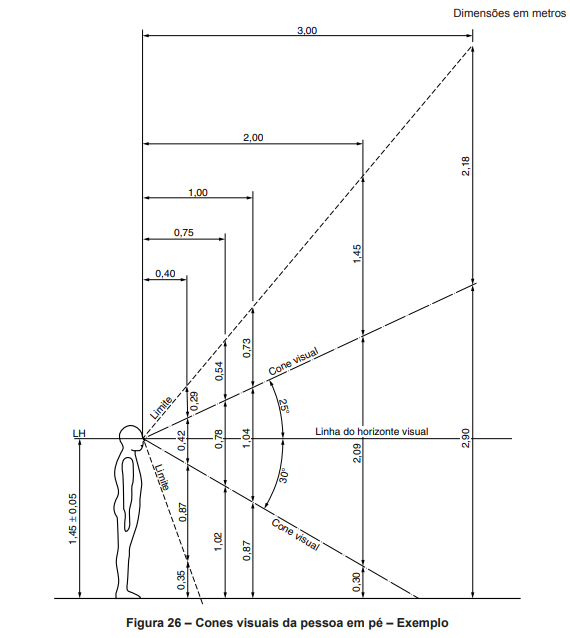 Dimensões em metros
3,00
2,00
1,00
0,75
0,40
2,18
1,45
0,73
0,54
0,29
Limite
Cone visual
25°
LH
Linha do horizonte visual
0,42
0,78
1,04
2,09
2,90
30°
Limite
Cone visual
1,45 ± 0,05
0,87
1,02
0,87
0,35
0,30
Figura 26 – Cones visuais da pessoa em pé – Exemplo